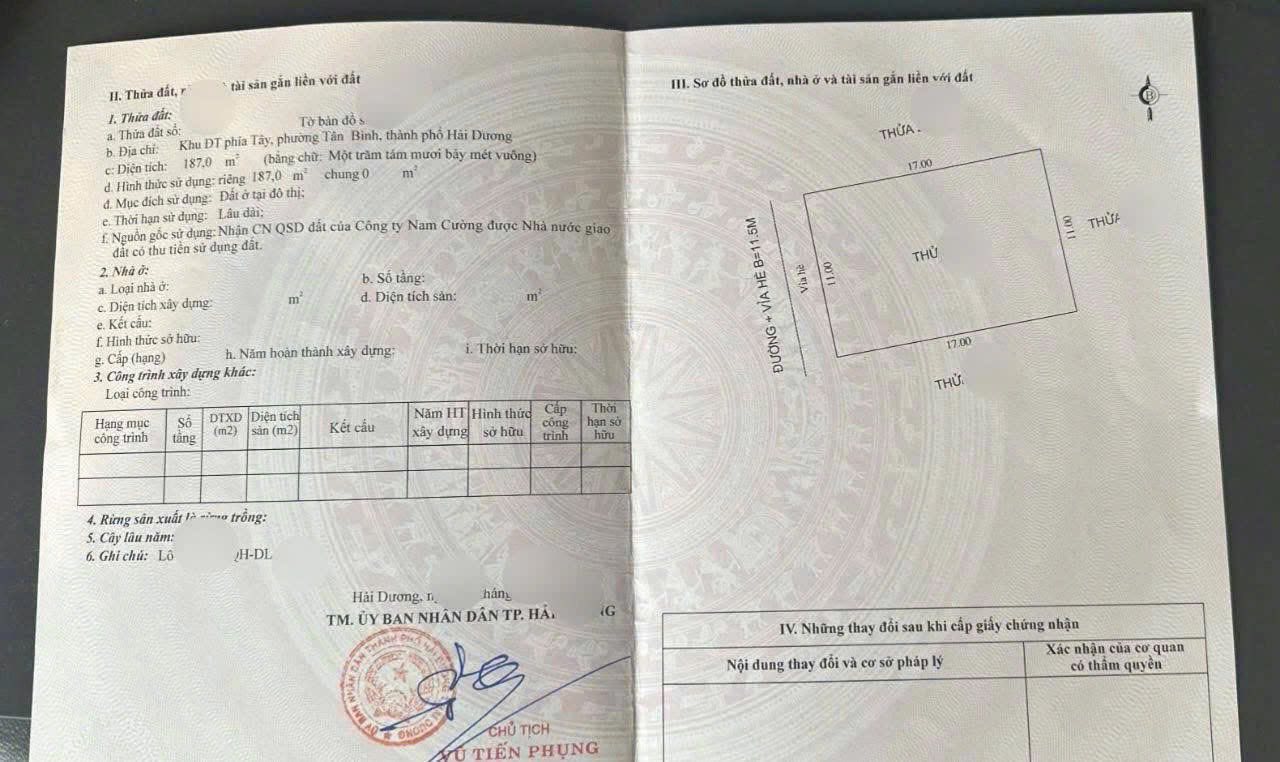 II. Thửa đất, tài sản gắn liền với đất
1. Thửa đất:
a. Thửa đất số: Tờ bản đồ
b. Địa chỉ: Khu ĐT phía Tây, phường Tân Bình, thành phố Hải Dương
c: Diện tích: 187,0 m² (bằng chữ: Một trăm tám mươi bảy mét vuông)
d. Hình thức sử dụng: riêng 187,0 m² chung 0 m²
đ. Mục đích sử dụng: Đất ở tại đô thị;
e. Thời hạn sử dụng: Lâu dài;
f. Nguồn gốc sử dụng: Nhận CN QSD đất của Công ty Nam Cường được Nhà nước giao
đất có thu tiền sử dụng đất.
2. Nhà ở:
a. Loại nhà ở: b. Số tầng:
c. Diện tích xây dựng: m² d. Diện tích sàn: m²
e. Kết cấu:
f. Hình thức sở hữu:
g. Cấp (hạng) h. Năm hoàn thành xây dựng: i. Thời hạn sở hữu:
3. Công trình xây dựng khác:
Loại công trình:
Hạng mục công trình Số tầng DTXD (m2) Diện tích sàn (m2) Kết cấu Năm HT xây dựng Hình thức sở hữu Cấp công trình Thời hạn sở hữu
4. Rừng sản xuất là rừng trồng:
5. Cây lâu năm:
6. Ghi chú: Lô H-DL
Hải Dương,
TM. ỦY BAN NHÂN DÂN TP.
CHỦ TỊCH
VŨ TIẾN PHỤNG
III. Sơ đồ thửa đất, nhà ở và tài sản gắn liền với đất
B
THỬA
17.00
11.00
THỬA
ĐƯỜNG + VỈA HÈ B=11.5M
Vỉa hè
11.00
17.00
IV. Những thay đổi sau khi cấp giấy chứng nhận
Nội dung thay đổi và cơ sở pháp lý
Xác nhận của cơ quan
có thẩm quyền